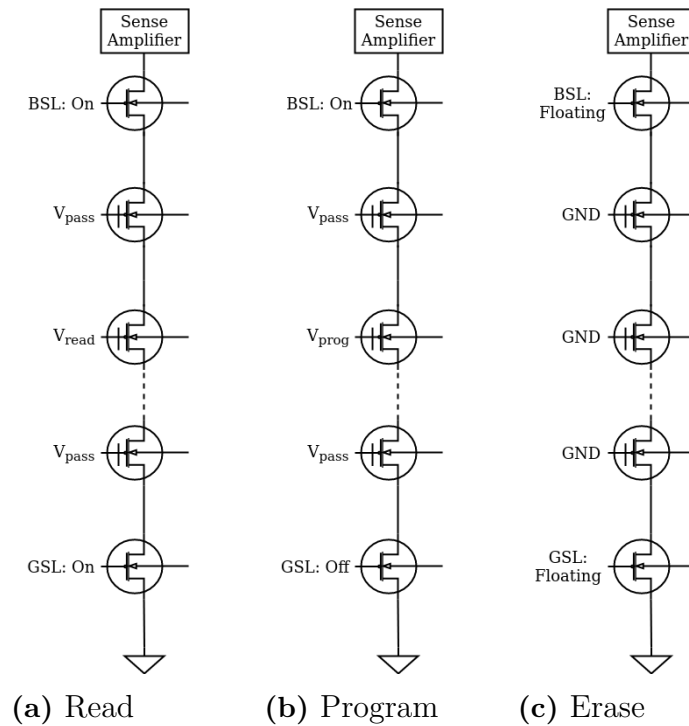 Sense
Amplifier
BSL: On
Vpass
Vread
Vpass
GSL: On
(a) Read
Sense
Amplifier
BSL: On
Vpass
Vprog
Vpass
GSL: Off
(b) Program
Sense
Amplifier
BSL:
Floating
GND
GND
GND
GSL:
Floating
(c) Erase